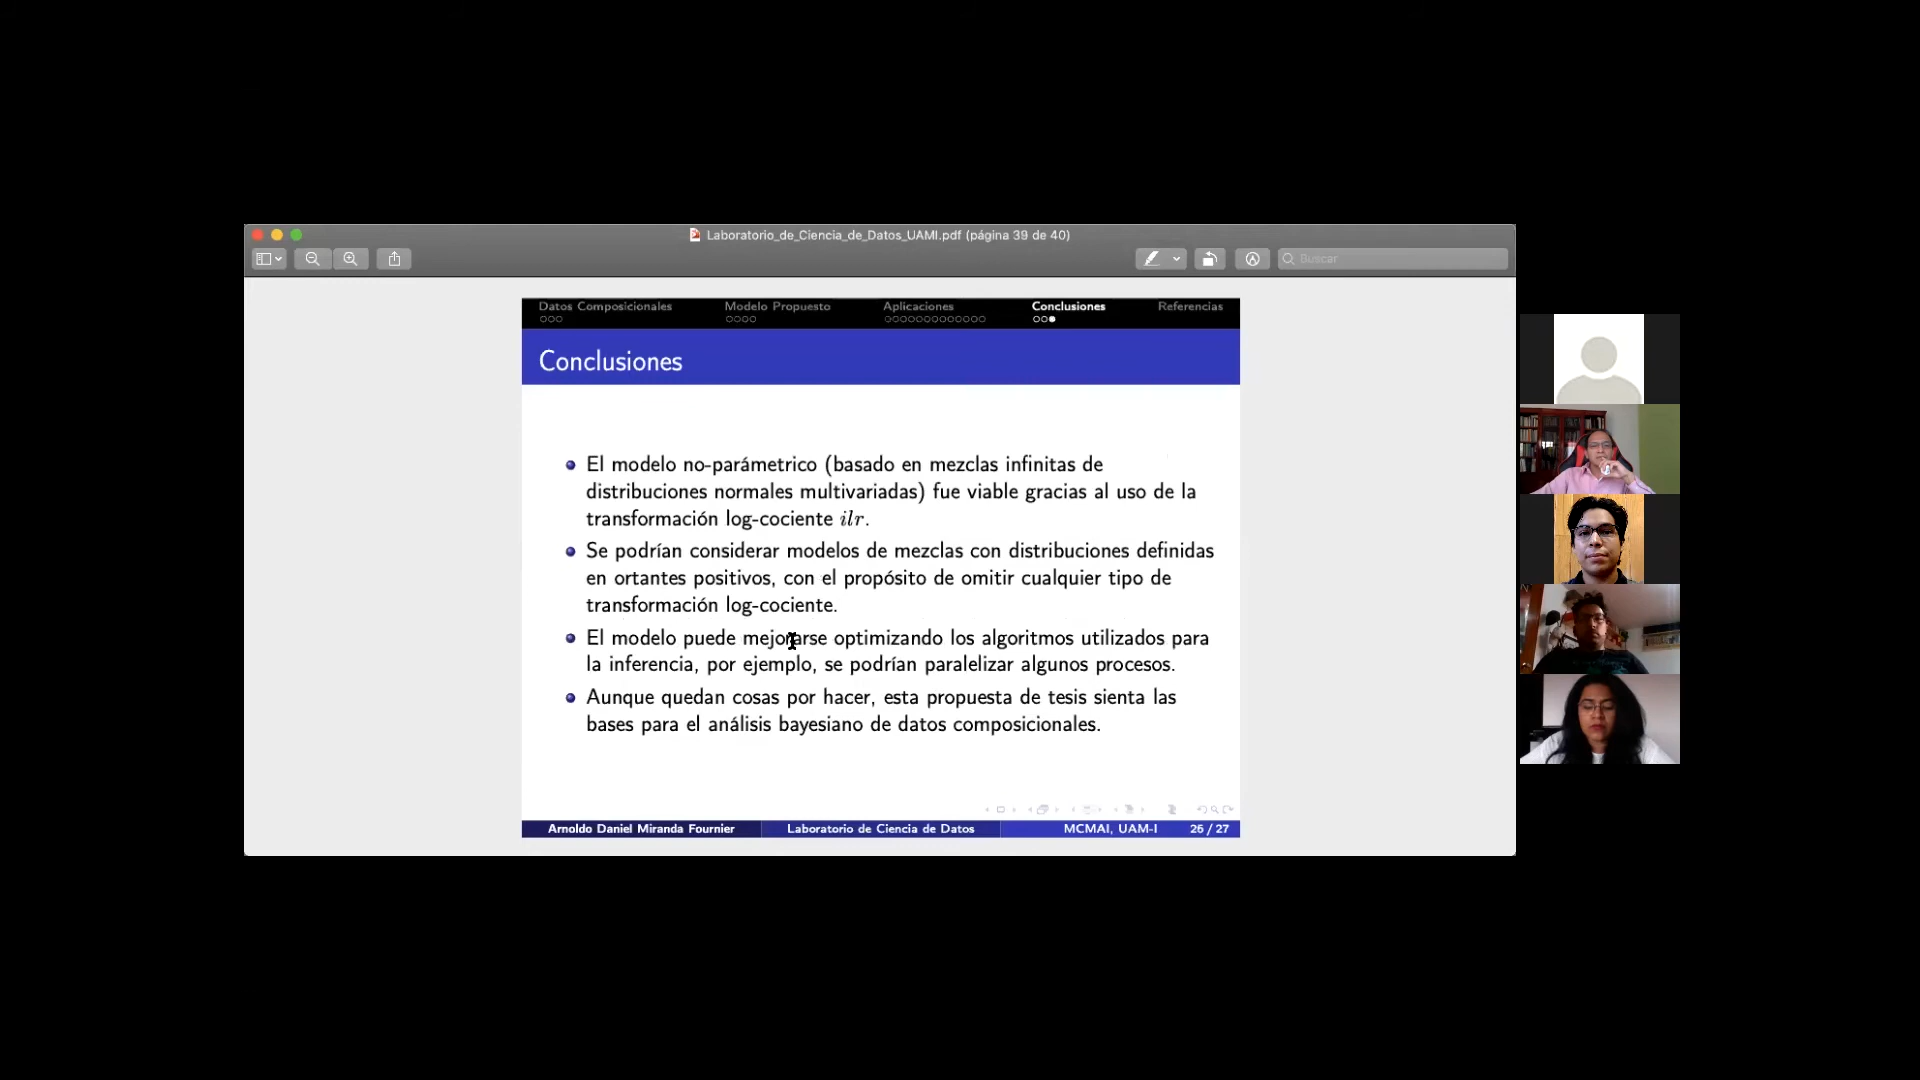 Laboratorio_de_Ciencia_de_Datos_UAMI.pdf (página 39 de 40)
Buscar
Datos Composicionales Modelo Propuesto Aplicaciones Conclusiones Referencias
Conclusiones
El modelo no-parámetrico (basado en mezclas infinitas de
distribuciones normales multivariadas) fue viable gracias al uso de la
transformación log-cociente ilr.
Se podrían considerar modelos de mezclas con distribuciones definidas
en ortantes positivos, con el propósito de omitir cualquier tipo de
transformación log-cociente.
El modelo puede mejorarse optimizando los algoritmos utilizados para
la inferencia, por ejemplo, se podrían paralelizar algunos procesos.
Aunque quedan cosas por hacer, esta propuesta de tesis sienta las
bases para el análisis bayesiano de datos composicionales.
Arnoldo Daniel Miranda Fournier Laboratorio de Ciencia de Datos MCMAI, UAM-I 26 / 27